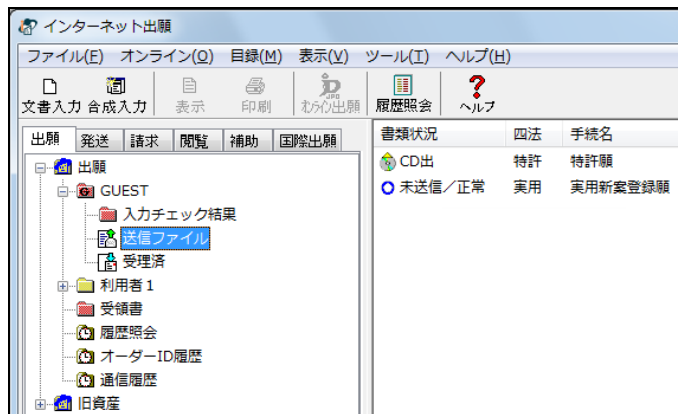 インターネット出願
ファイル(F) オンライン(O) 目録(M) 表示(V) ツール(T) ヘルプ(H)
文書入力 合成入力 表示 印刷 オンライン出願 履歴照会 ヘルプ
出願 発送 請求 閲覧 補助 国際出願
書類状況 四法 手続名
出願
CD出 特許 特許願
GUEST
未送信／正常 実用 実用新案登録願
入力チェック結果
送信ファイル
受理済
利用者1
受領書
履歴照会
オーダーID履歴
通信履歴
旧資産